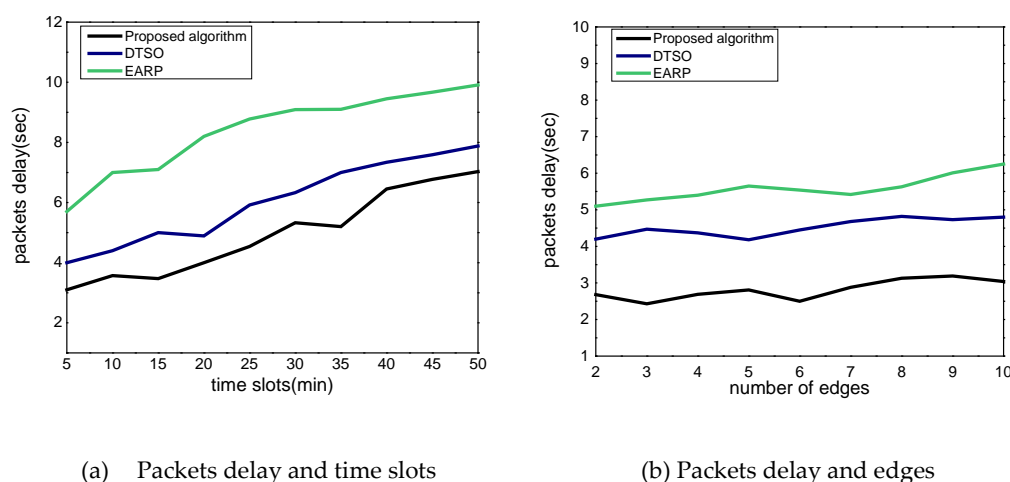 12
10
8
6
4
2
packets delay(sec)
Proposed algorithm
DTSO
EARP
5 10 15 20 25 30 35 40 45 50
time slots(min)
(a) Packets delay and time slots
10
9
8
7
6
5
4
3
2
1
packets delay(sec)
Proposed algorithm
DTSO
EARP
2 3 4 5 6 7 8 9 10
number of edges
(b) Packets delay and edges